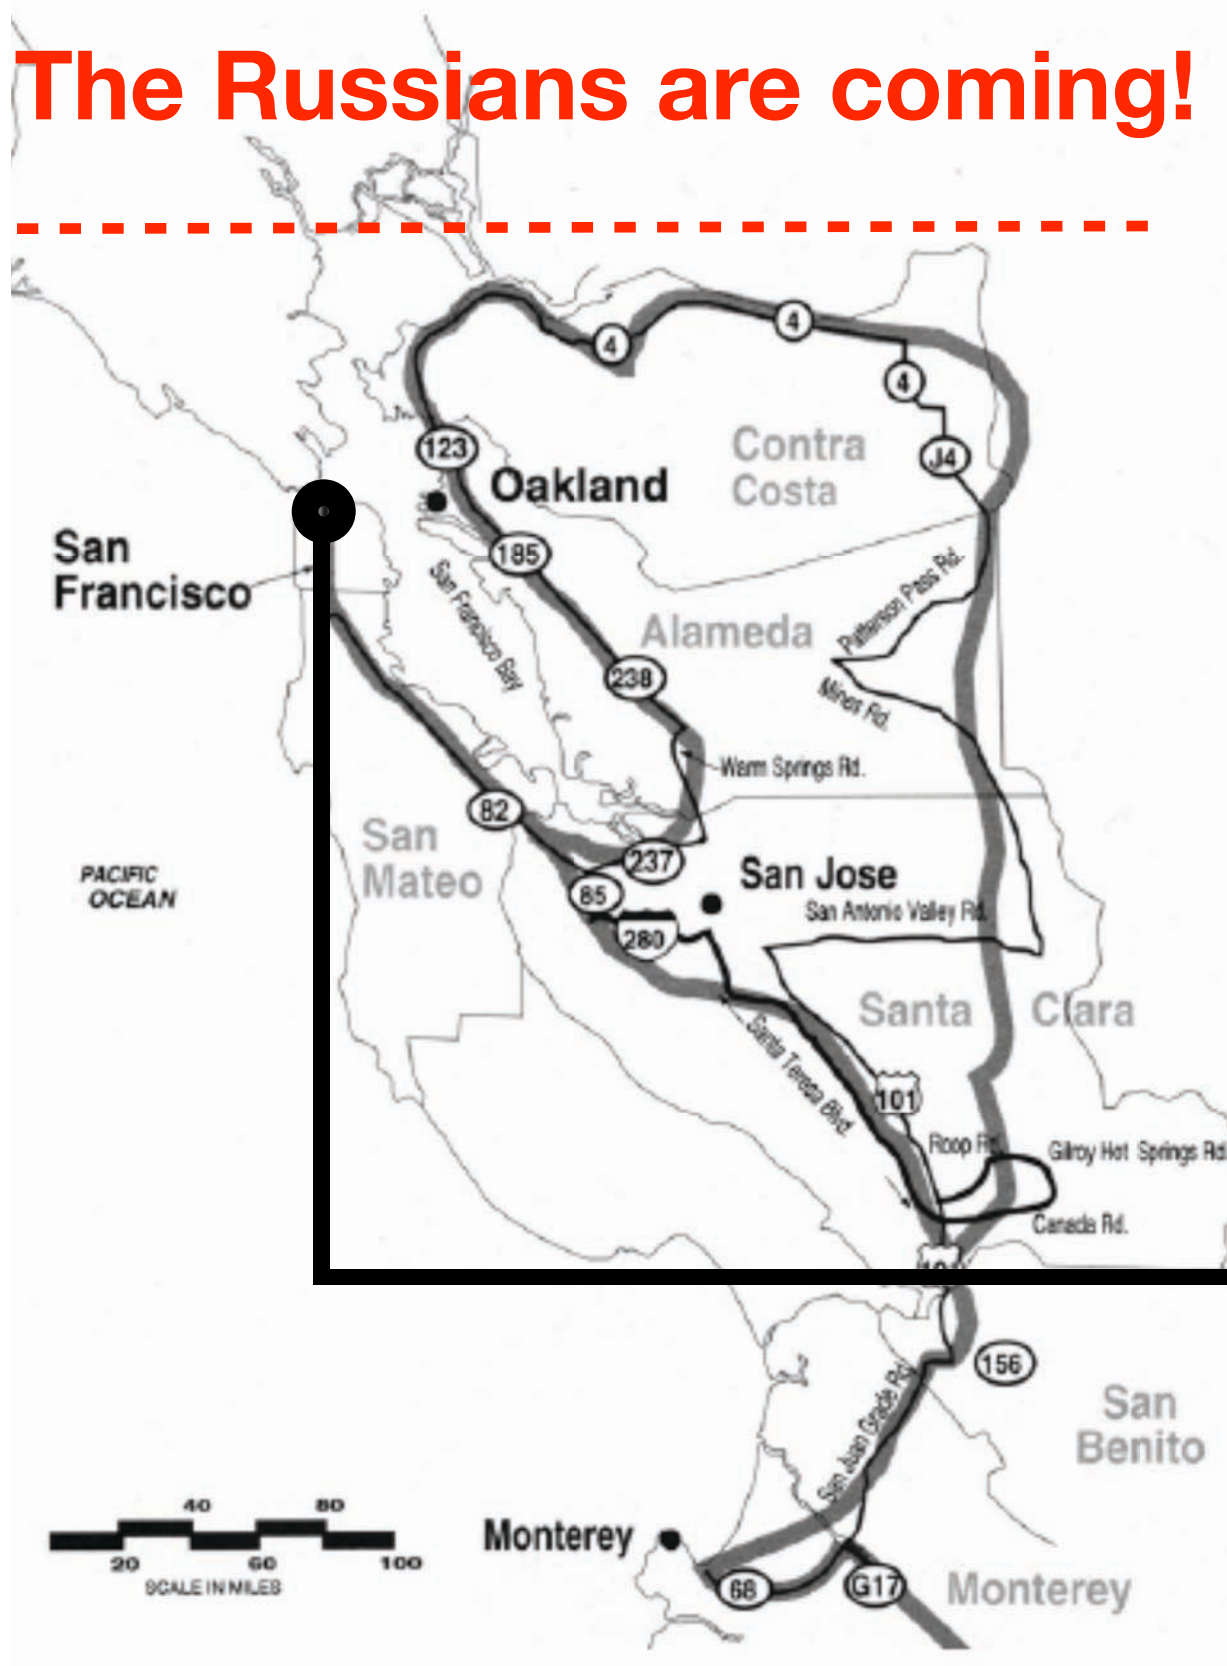 The Russians are coming!
4
4
4
J4
123
Contra
Costa
Oakland
185
San
Francisco
San Francisco Bay
Patterson Pass Rd.
Alameda
238
Mines Rd.
Warm Springs Rd.
82
San
Mateo
237
PACIFIC
OCEAN
85
San Jose
San Antonio Valley Rd.
280
Santa Clara
Santa Teresa Blvd.
101
Roop Rd.
Gilroy Hot Springs Rd.
Canada Rd.
101
156
San Juan Grade Rd.
San
Benito
40 80
20 60 100
SCALE IN MILES
Monterey
68
G17
Monterey